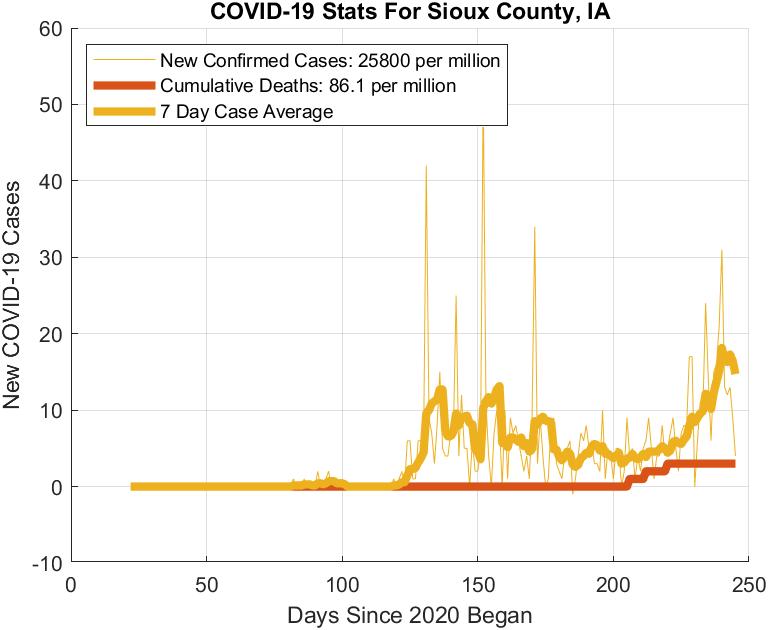 COVID-19 Stats For Sioux County, IA
New Confirmed Cases: 25800 per million
Cumulative Deaths: 86.1 per million
7 Day Case Average
60
50
40
30
20
10
0
-10
New COVID-19 Cases
0 50 100 150 200 250
Days Since 2020 Began